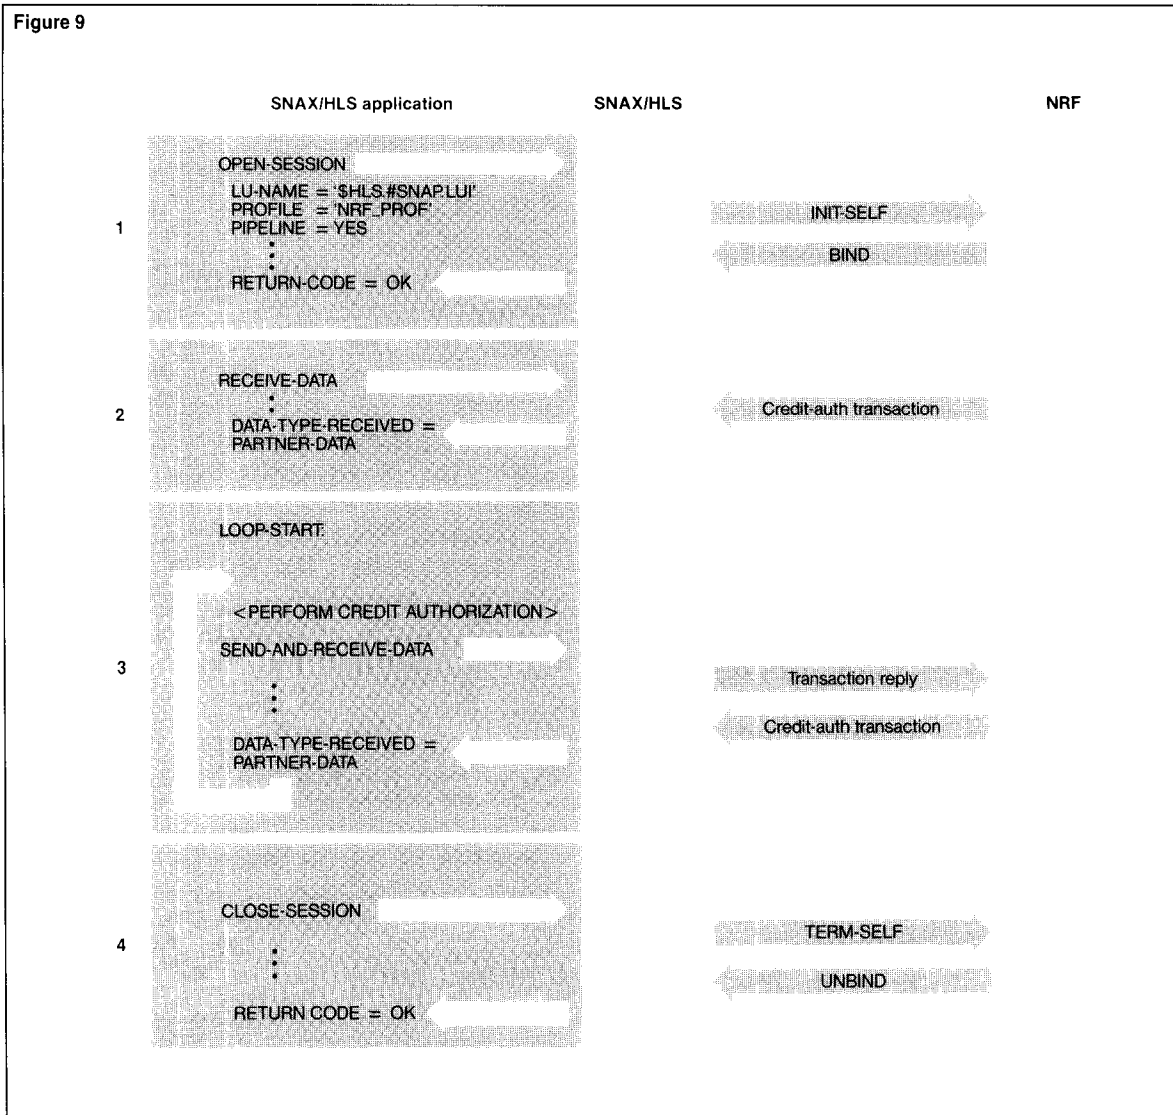 Figure 9
SNAX/HLS application SNAX/HLS NRF
OPEN-SESSION
LU-NAME = '$HLS.#SNAP.LUI'
PROFILE = 'NRF_PROF'
INIT-SELF
1
PIPELINE = YES
BIND
RETURN-CODE = OK
RECEIVE-DATA
2
Credit-auth transaction
DATA-TYPE-RECEIVED =
PARTNER-DATA
LOOP-START:
<PERFORM CREDIT AUTHORIZATION>
SEND-AND-RECEIVE-DATA
3
Transaction reply
Credit-auth transaction
DATA-TYPE-RECEIVED =
PARTNER-DATA
CLOSE-SESSION
TERM-SELF
4
UNBIND
RETURN CODE = OK